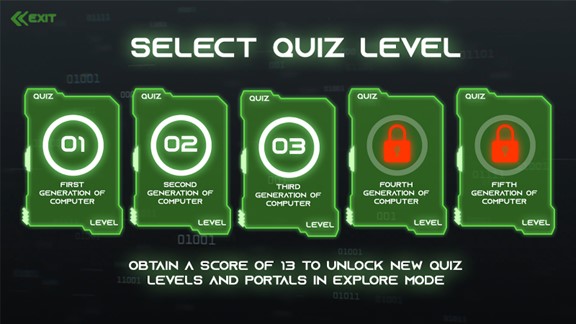 EXIT
SELECT QUIZ LEVEL
QUIZ
01
FIRST
GENERATION OF
COMPUTER
LEVEL
QUIZ
02
SECOND
GENERATION OF
COMPUTER
LEVEL
QUIZ
03
THIRD
GENERATION OF
COMPUTER
LEVEL
QUIZ
FOURTH
GENERATION OF
COMPUTER
LEVEL
QUIZ
FIFTH
GENERATION OF
COMPUTER
LEVEL
01001
OBTAIN A SCORE OF 13 TO UNLOCK NEW QUIZ
LEVELS AND PORTALS IN EXPLORE MODE